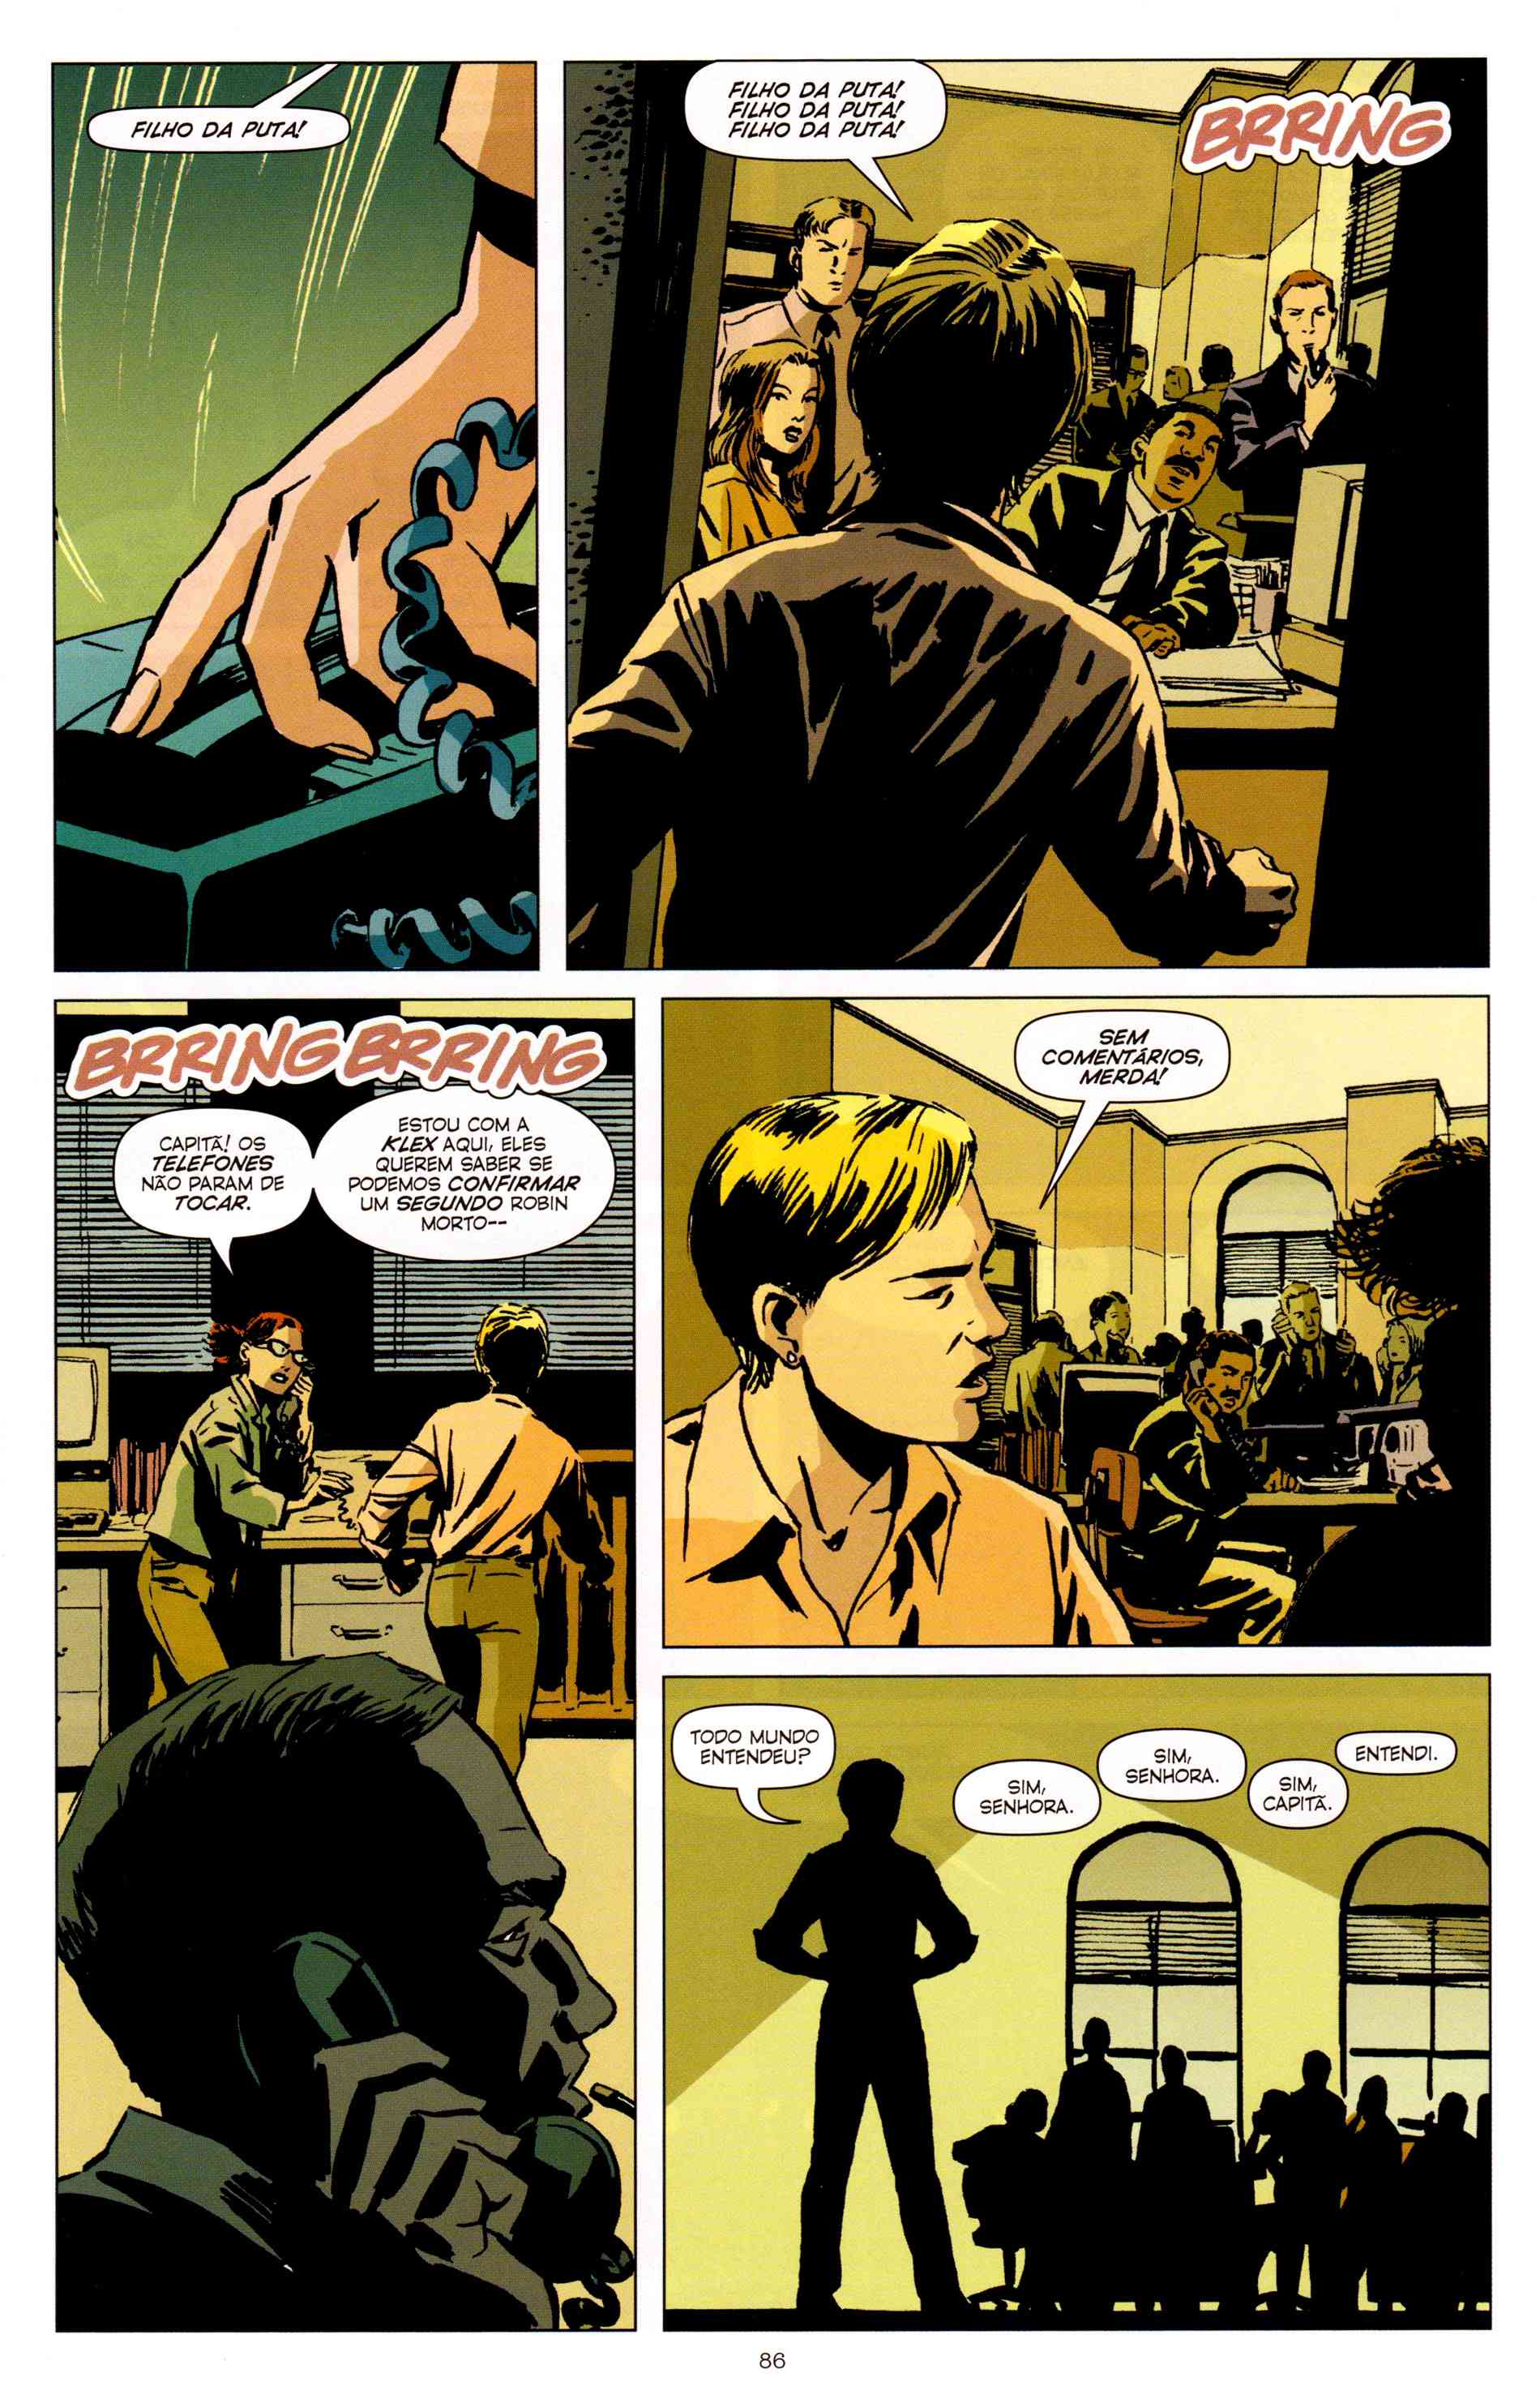 FILHO DA PUTA!
FILHO DA PUTA!
FILHO DA PUTA!
FILHO DA PUTA!
BRRING
BRRING BRRING
CAPITÃ! OS
TELEFONES
NÃO PARAM DE
TOCAR.
ESTOU COM A
KLEX AQUI, ELES
QUEREM SABER SE
PODEMOS CONFIRMAR
UM SEGUNDO ROBIN
MORTO--
SEM
COMENTÁRIOS,
MERDA!
TODO MUNDO
ENTENDEU?
SIM,
SENHORA.
SIM,
SENHORA.
SIM,
CAPITÃ.
ENTENDI.
86